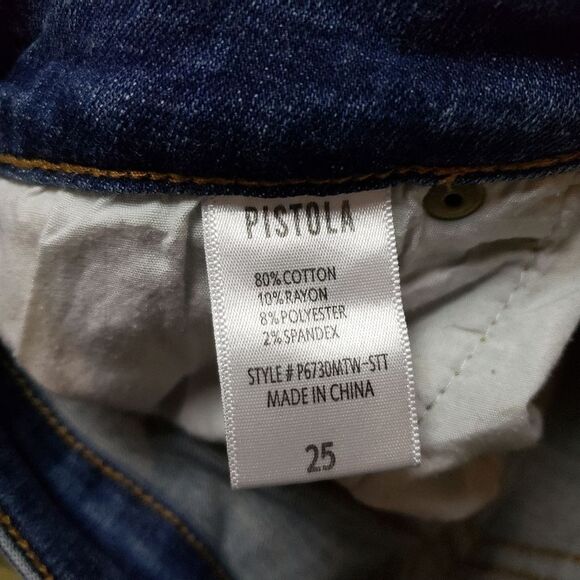 PISTOLA
80% COTTON
10% RAYON
8% POLYESTER
2% SPANDEX
STYLE # P6730MTW-STT
MADE IN CHINA
25